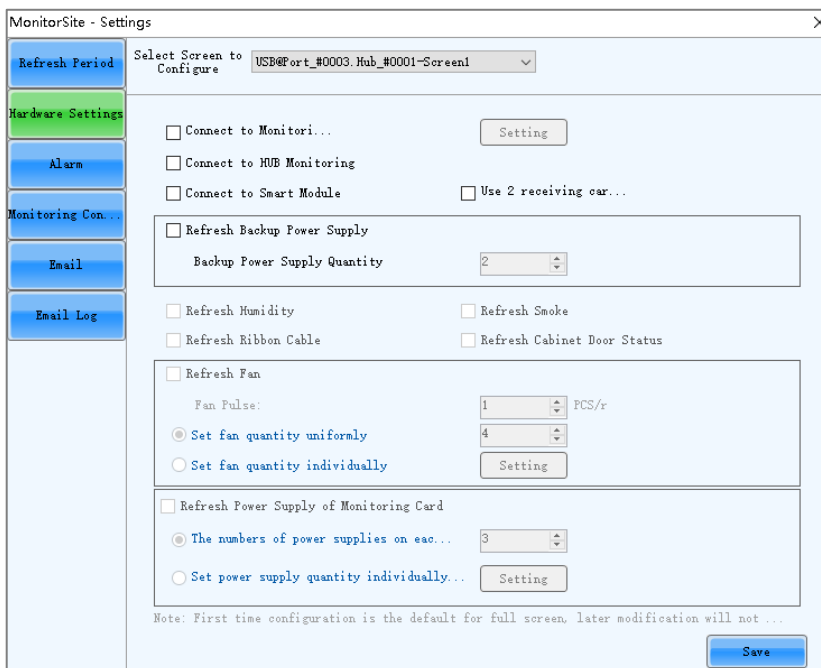 MonitorSite - Settings
Refresh Period
Hardware Settings
Alarm
Monitoring Con...
Email
Email Log
Select Screen to
Configure
USB@Port_#0003.Hub_#0001-Screen1
Connect to Monitori...
Setting
Connect to HUB Monitoring
Connect to Smart Module
Use 2 receiving car...
Refresh Backup Power Supply
Backup Power Supply Quantity
2
Refresh Humidity
Refresh Smoke
Refresh Ribbon Cable
Refresh Cabinet Door Status
Refresh Fan
Fan Pulse:
1
PCS/r
Set fan quantity uniformly
4
Set fan quantity individually
Setting
Refresh Power Supply of Monitoring Card
The numbers of power supplies on eac...
3
Set power supply quantity individually...
Setting
Note: First time configuration is the default for full screen, later modification will not ...
Save